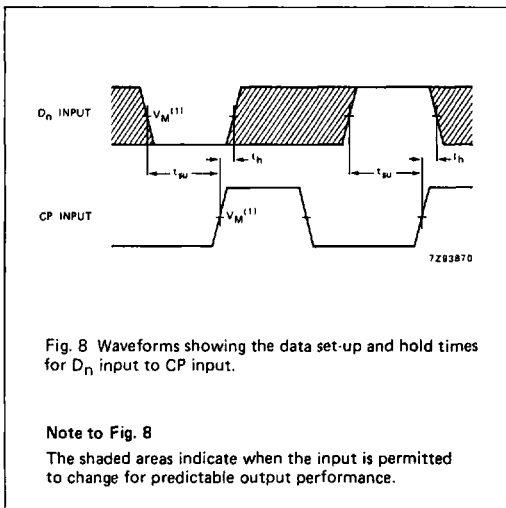 Dn INPUT
VM(1)
th
th
tsu
tsu
CP INPUT
VM(1)
7Z93870
Fig. 8 Waveforms showing the data set-up and hold times
for Dn input to CP input.
Note to Fig. 8
The shaded areas indicate when the input is permitted
to change for predictable output performance.